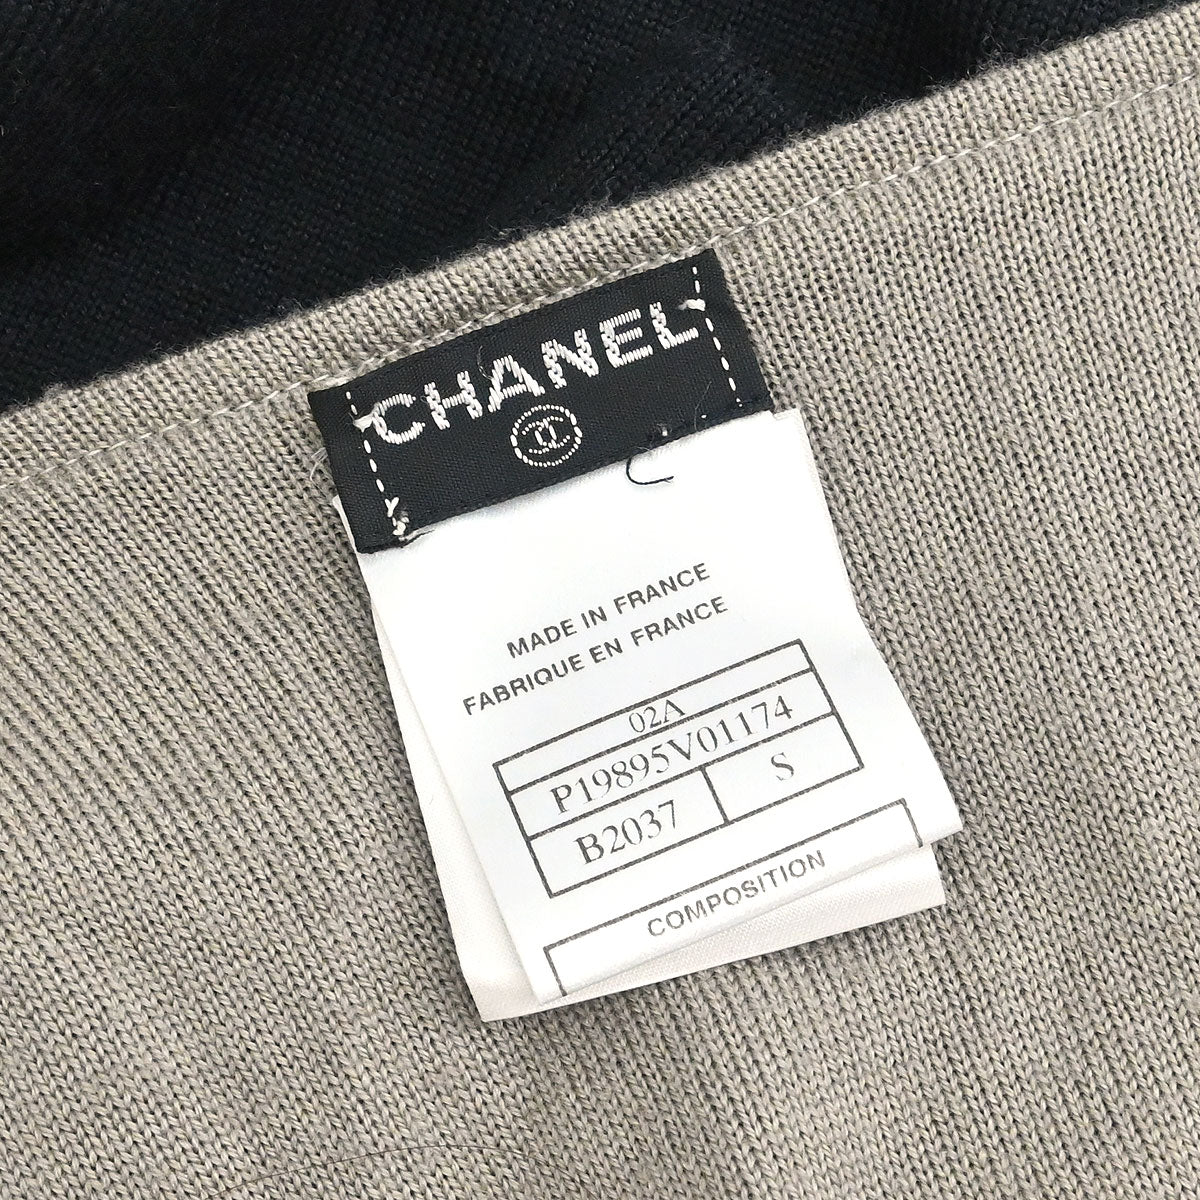 CHANEL
MADE IN FRANCE
FABRIQUE EN FRANCE
02A
P19895V01174
B2037 S
COMPOSITION